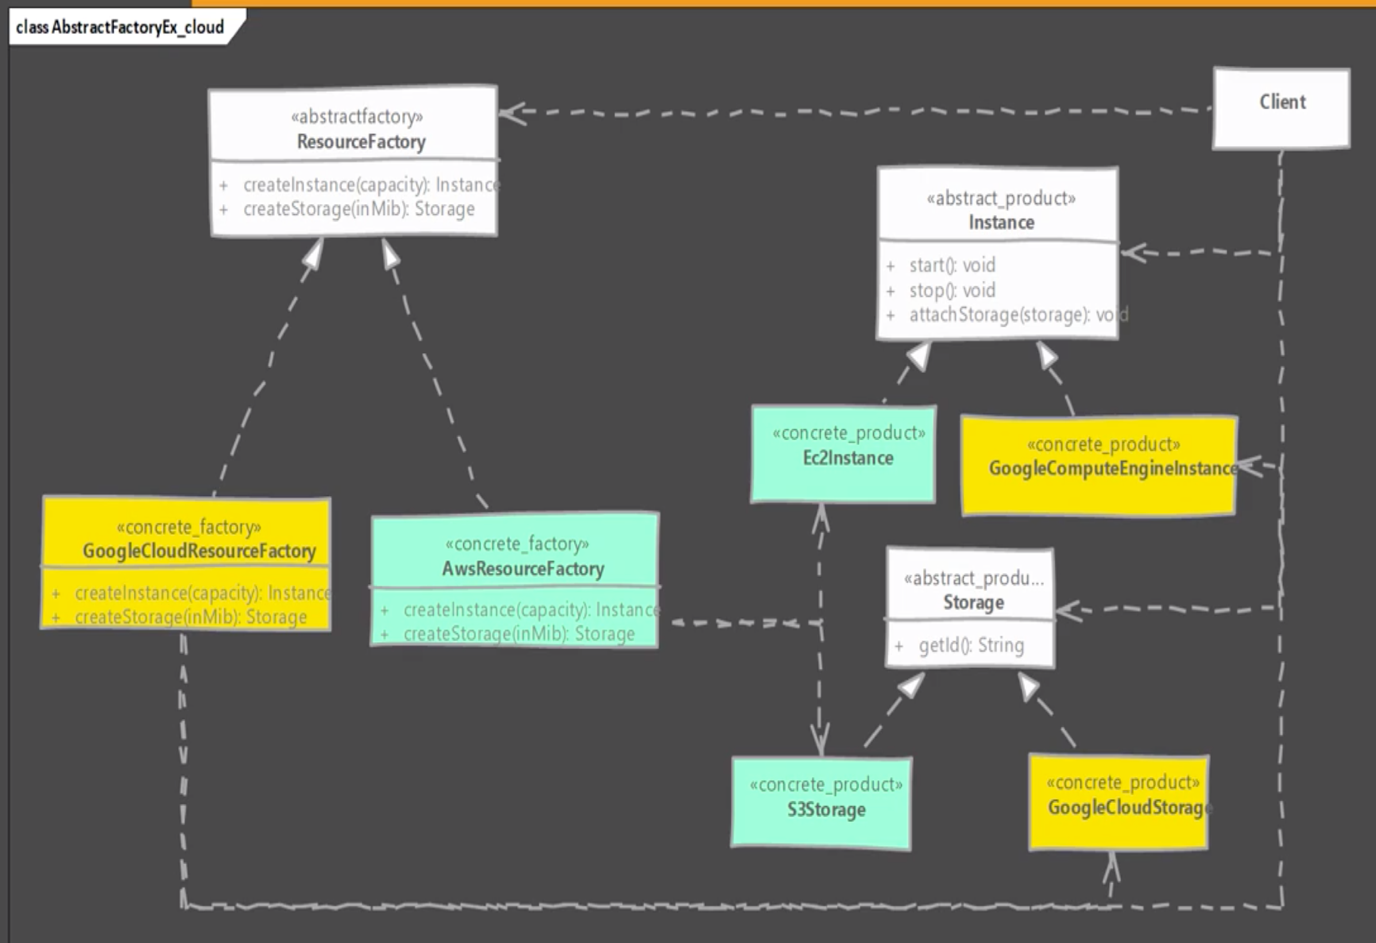 class AbstractFactoryEx_cloud
«abstractfactory»
ResourceFactory
+ createInstance(capacity): Instance
+ createStorage(inMib): Storage
Client
«abstract_product»
Instance
+ start(): void
+ stop(): void
+ attachStorage(storage): void
«concrete_product»
Ec2Instance
«concrete_product»
GoogleComputeEngineInstance
«concrete_factory»
GoogleCloudResourceFactory
+ createInstance(capacity): Instance
+ createStorage(inMib): Storage
«concrete_factory»
AwsResourceFactory
+ createInstance(capacity): Instance
+ createStorage(inMib): Storage
«abstract_produ...
Storage
+ getId(): String
«concrete_product»
S3Storage
«concrete_product»
GoogleCloudStorage